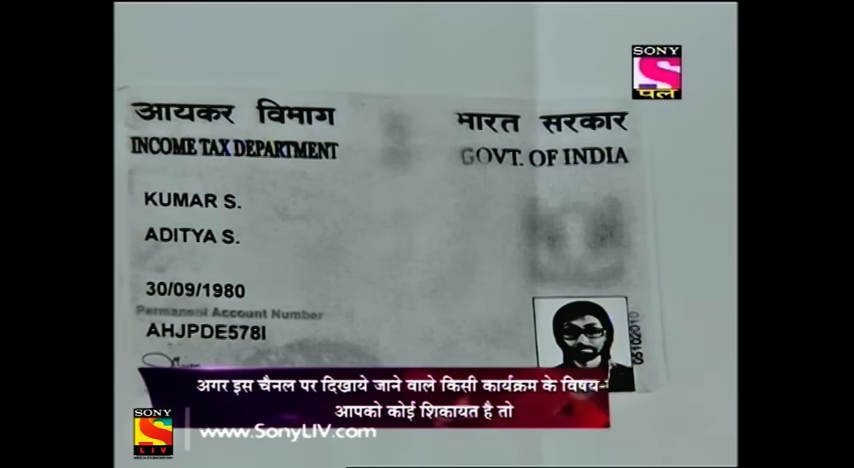 SONY
S
पल
आयकर विभाग
भारत सरकार
INCOME TAX DEPARTMENT
GOVT. OF INDIA
KUMAR S.
ADITYA S.
30/09/1980
Permanent Account Number
AHJPDE578I
05102010
अगर इस चैनल पर दिखाये जाने वाले किसी कार्यक्रम के विषय-
आपको कोई शिकायत है तो
SONY
S
LIV
www.SonyLIV.com